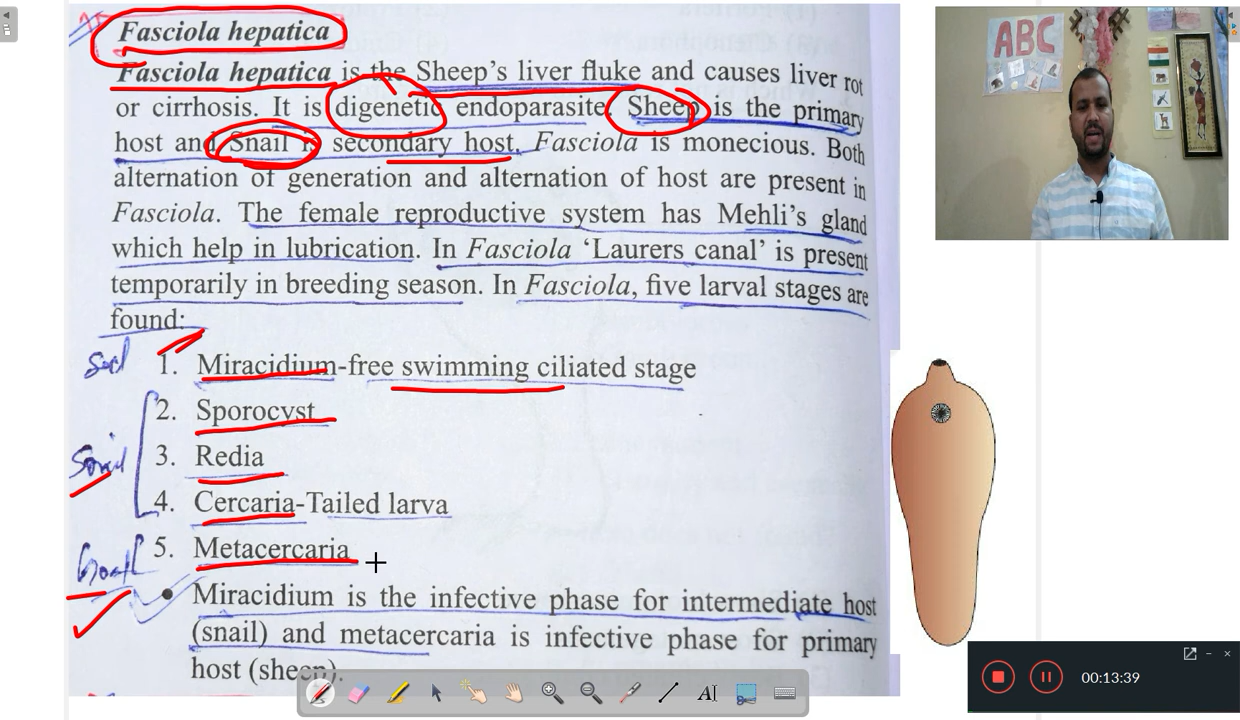 Fasciola hepatica
Fasciola hepatica is the Sheep's liver fluke and causes liver rot
or cirrhosis. It is digenetic endoparasite. Sheep is the primary
host and Snail is secondary host. Fasciola is monecious. Both
alternation of generation and alternation of host are present in
Fasciola. The female reproductive system has Mehli's gland
which help in lubrication. In Fasciola 'Laurers canal' is present
temporarily in breeding season. In Fasciola, five larval stages are
found:
1. Miracidium-free swimming ciliated stage
2. Sporocyst
Snail
3. Redia
4. Cercaria-Tailed larva
5. Metacercaria
• Miracidium is the infective phase for intermediate host
(snail) and metacercaria is infective phase for primary
host (sheep).
ABC
AI
00:13:39